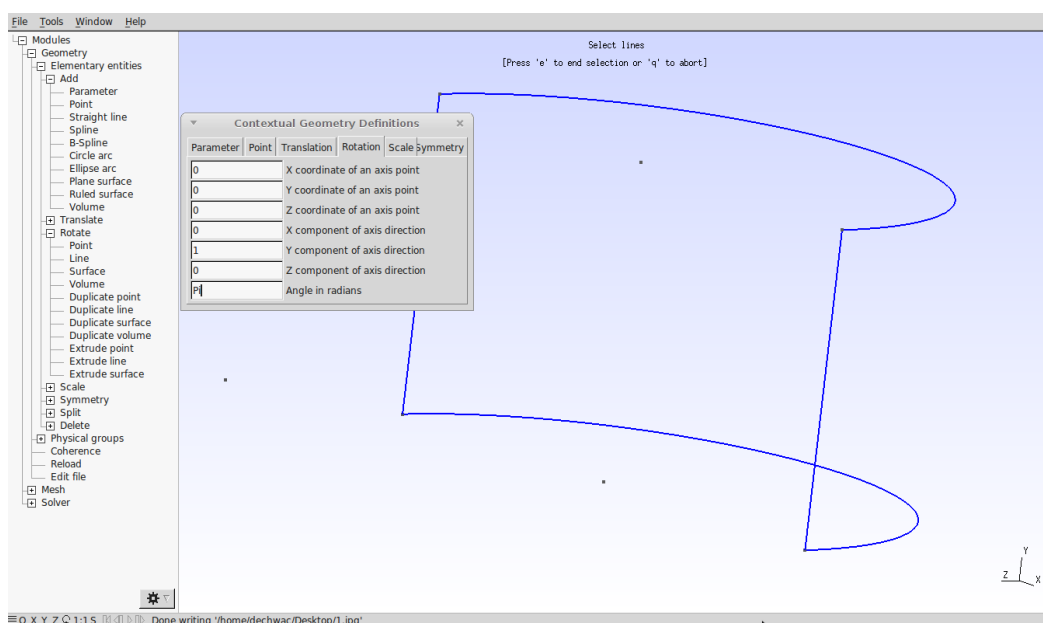 File Tools Window Help
Modules
Geometry
Elementary entities
Add
Parameter
Point
Straight line
Spline
B-Spline
Circle arc
Ellipse arc
Plane surface
Ruled surface
Volume
Translate
Rotate
Point
Line
Surface
Volume
Duplicate point
Duplicate line
Duplicate surface
Duplicate volume
Extrude point
Extrude line
Extrude surface
Scale
Symmetry
Split
Delete
Physical groups
Coherence
Reload
Edit file
Mesh
Solver
Select lines
[Press 'e' to end selection or 'q' to abort]
Contextual Geometry Definitions ×
Parameter Point Translation Rotation Scale Symmetry
0 X coordinate of an axis point
0 Y coordinate of an axis point
0 Z coordinate of an axis point
0 X component of axis direction
1 Y component of axis direction
0 Z component of axis direction
Pi Angle in radians
Y
Z X
O X Y Z 1:1 S Done writing '/home/dechwac/Desktop/1.jpg'